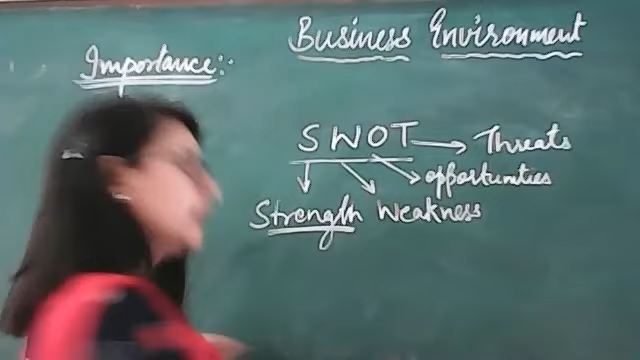 Business Environment
Importance:-
SWOT → Threats
opportunities
Strength Weakness